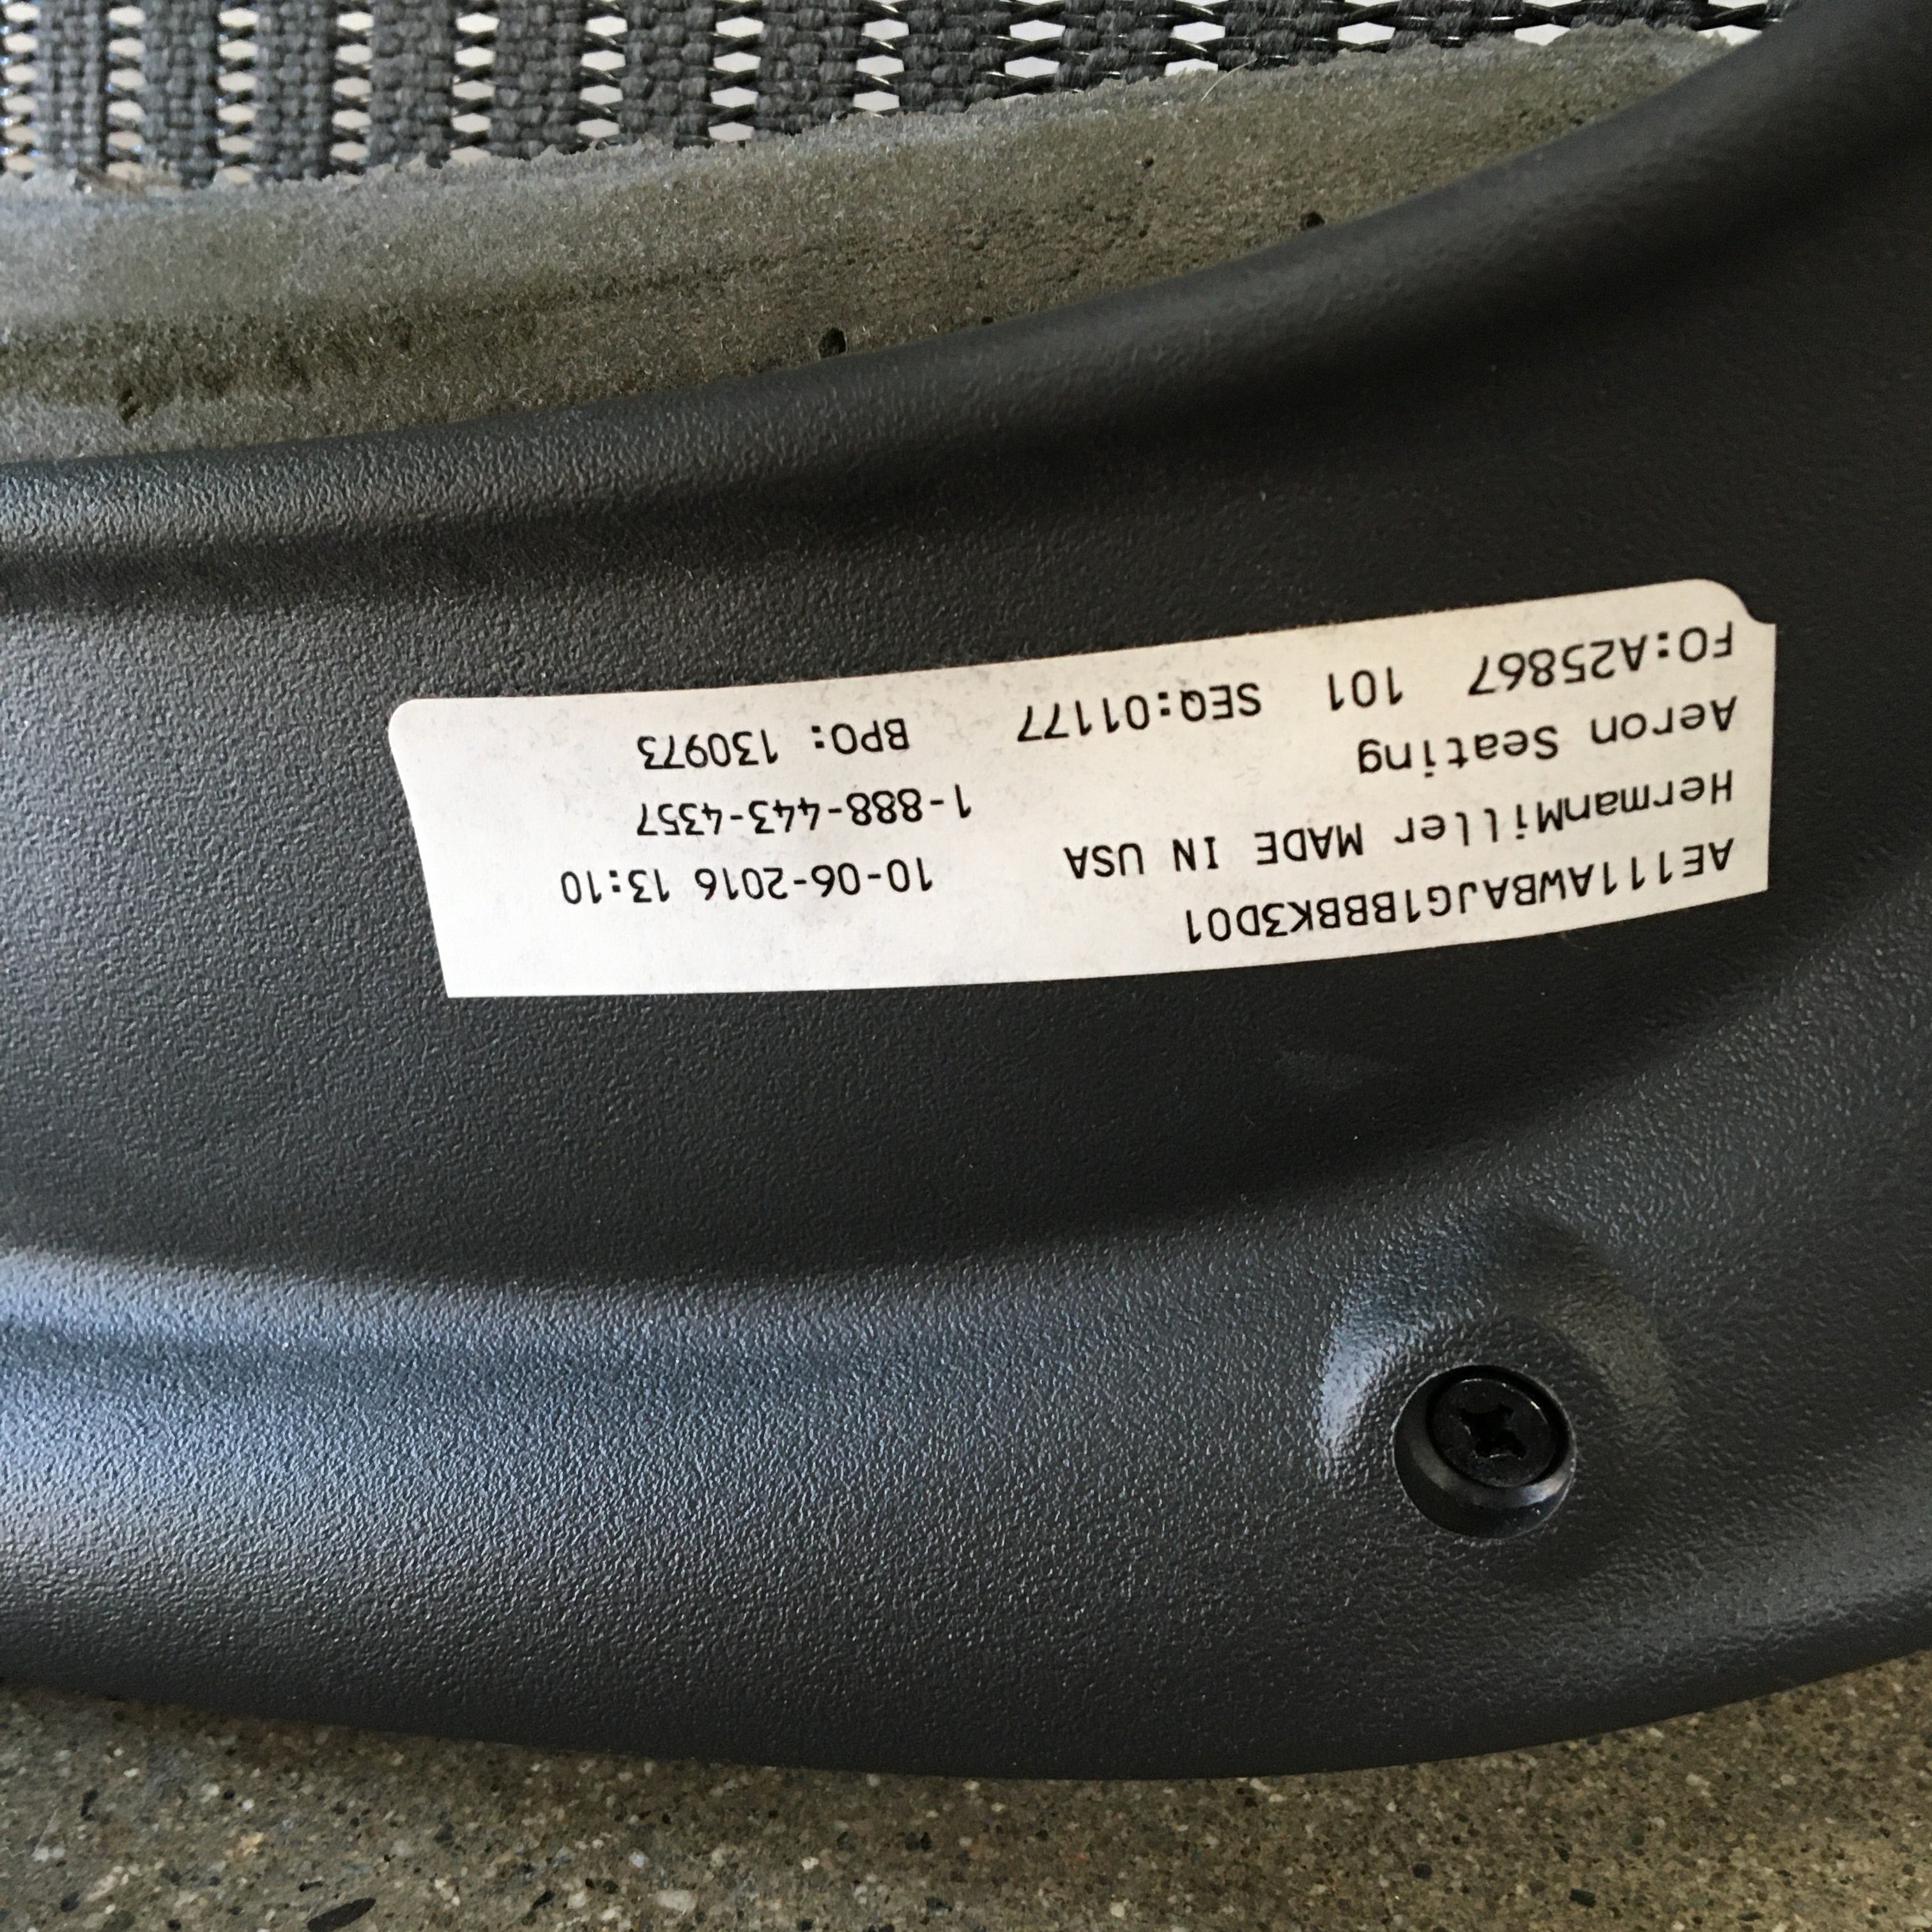 AE111AWBAJG1BBBK3D01
HermanMiller MADE IN USA 10-06-2016 13:10
Aeron Seating 1-888-443-4357
FO:A25867 101 SEQ:01177 BPO: 130973